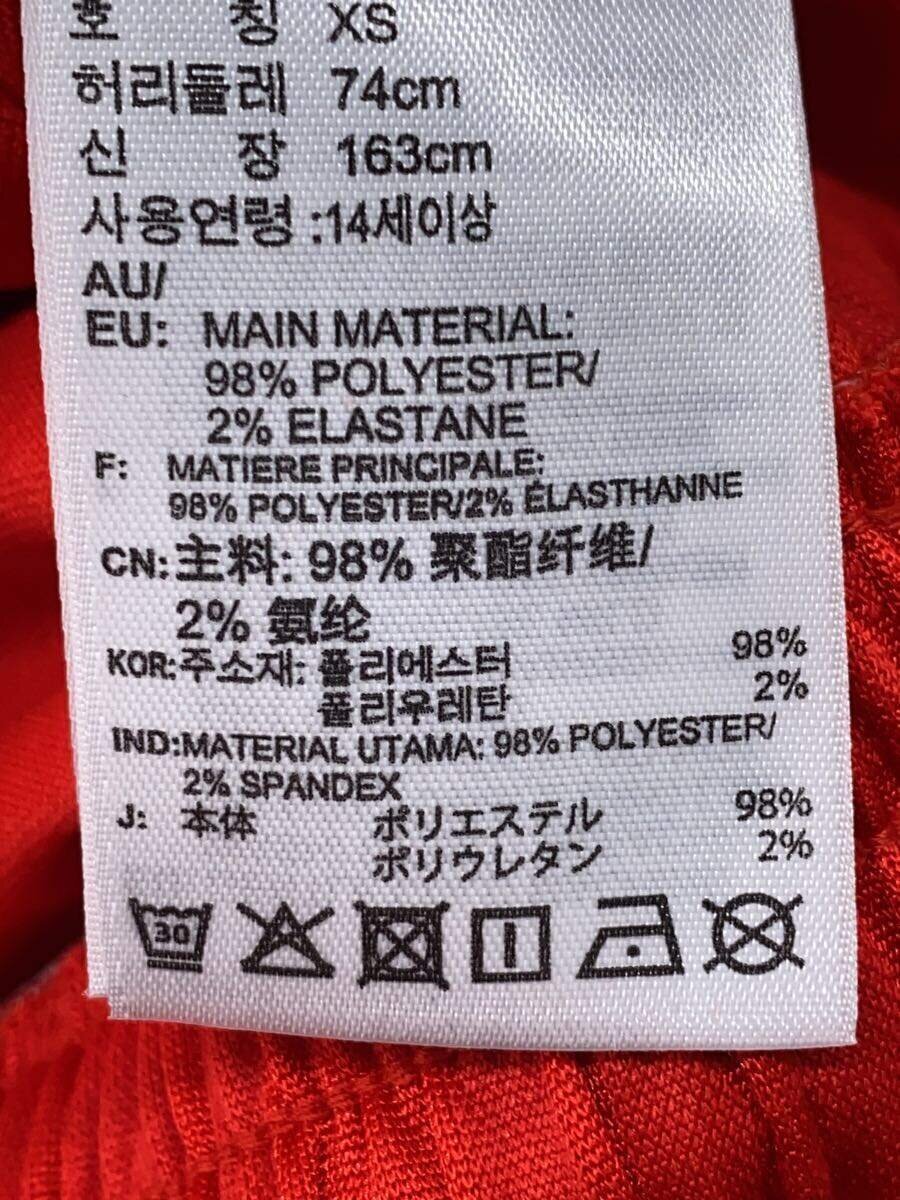 호 칭 XS
허리둘레 74cm
신 장 163cm
사용연령 :14세이상
AU/
EU: MAIN MATERIAL:
98% POLYESTER/
2% ELASTANE
F: MATIERE PRINCIPALE:
98% POLYESTER/2% ÉLASTHANNE
CN:主料: 98% 聚酯纤维/
2% 氨纶
KOR:주소재: 폴리에스터 98%
폴리우레탄 2%
IND:MATERIAL UTAMA: 98% POLYESTER/
2% SPANDEX
J: 本体 ポリエステル 98%
ポリウレタン 2%
30